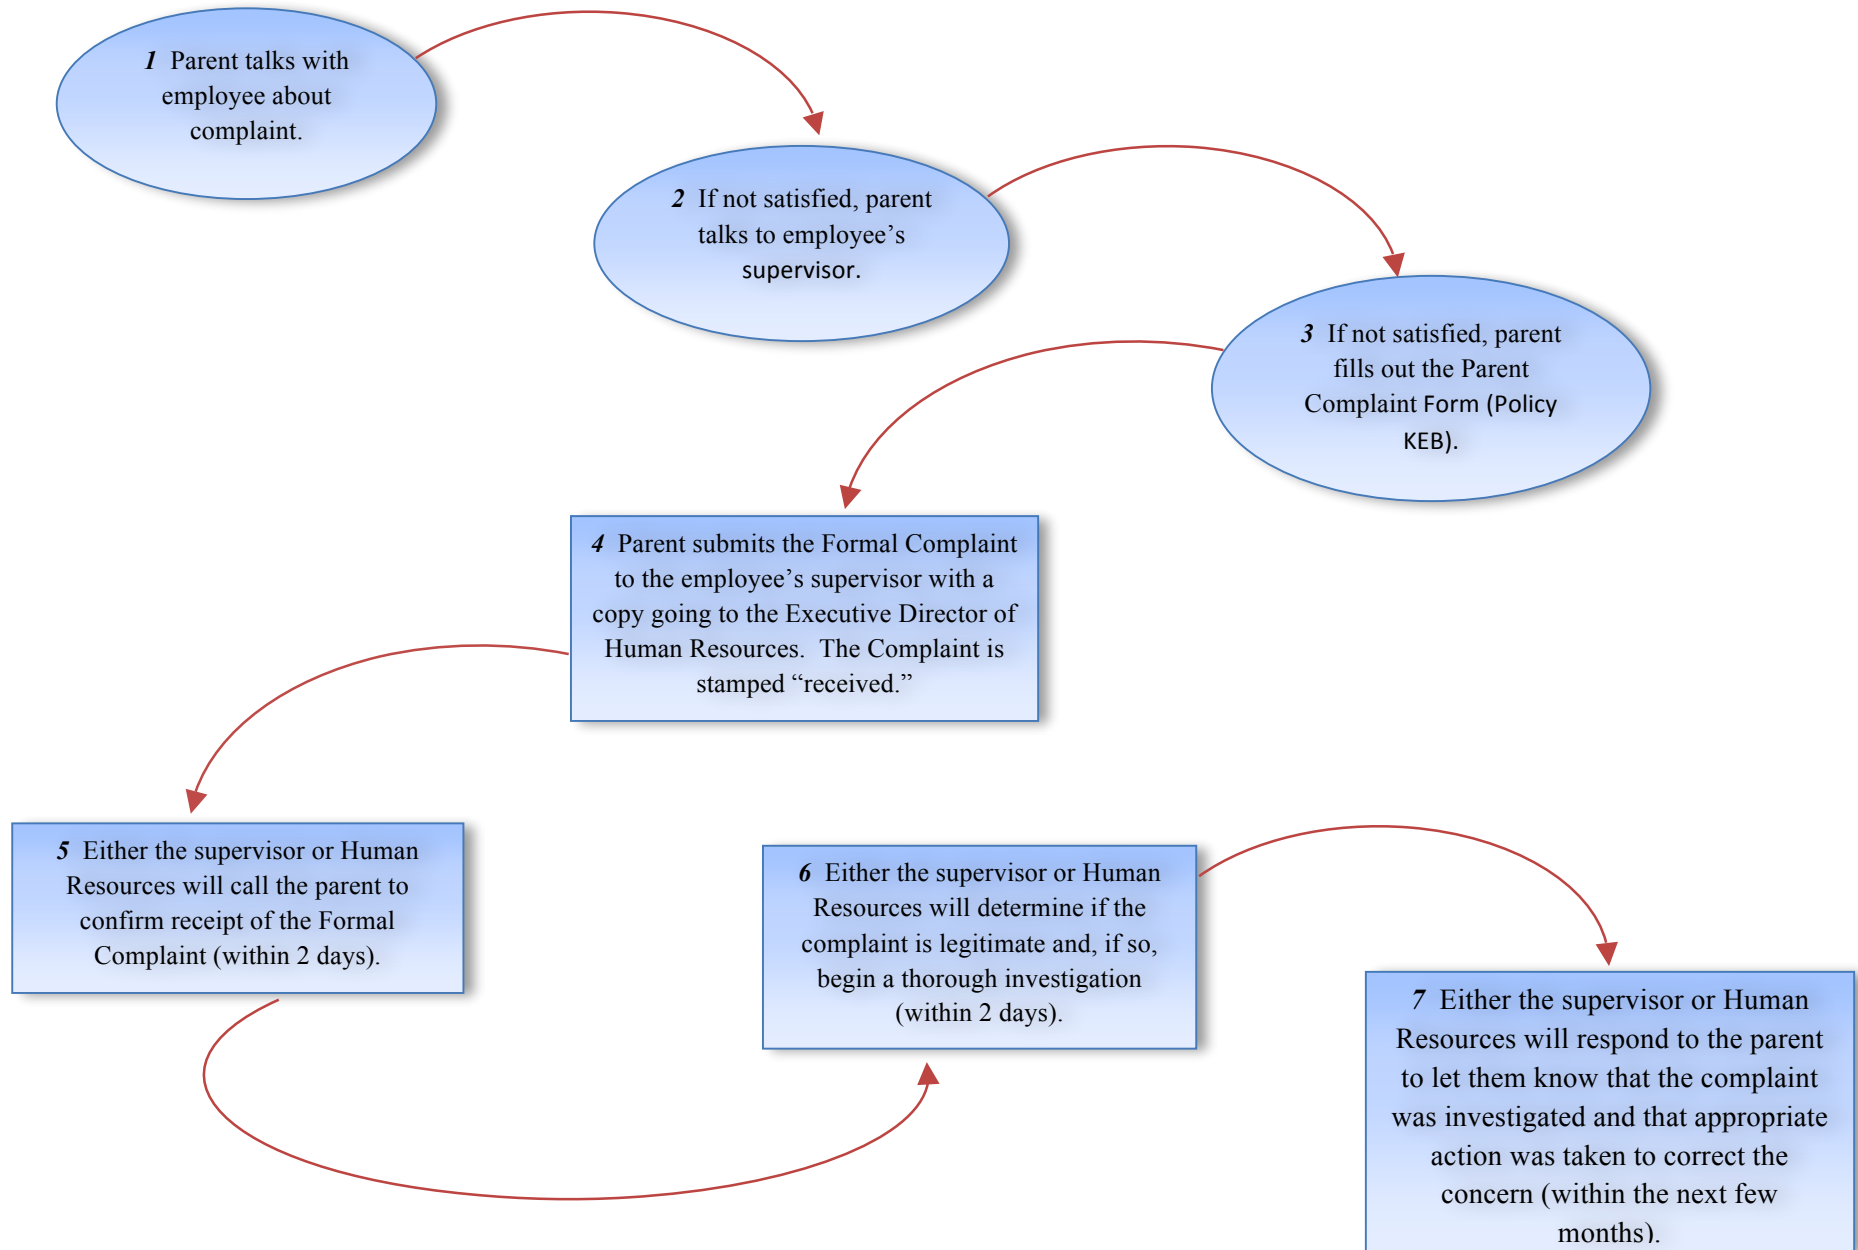 1 Parent talks with
employee about
complaint.
2 If not satisfied, parent
talks to employee’s
supervisor.
3 If not satisfied, parent
fills out the Parent
Complaint Form (Policy
KEB).
4 Parent submits the Formal Complaint
to the employee’s supervisor with a
copy going to the Executive Director of
Human Resources. The Complaint is
stamped “received.”
5 Either the supervisor or Human
Resources will call the parent to
confirm receipt of the Formal
Complaint (within 2 days).
6 Either the supervisor or Human
Resources will determine if the
complaint is legitimate and, if so,
begin a thorough investigation
(within 2 days).
7 Either the supervisor or Human
Resources will respond to the parent
to let them know that the complaint
was investigated and that appropriate
action was taken to correct the
concern (within the next few
months).